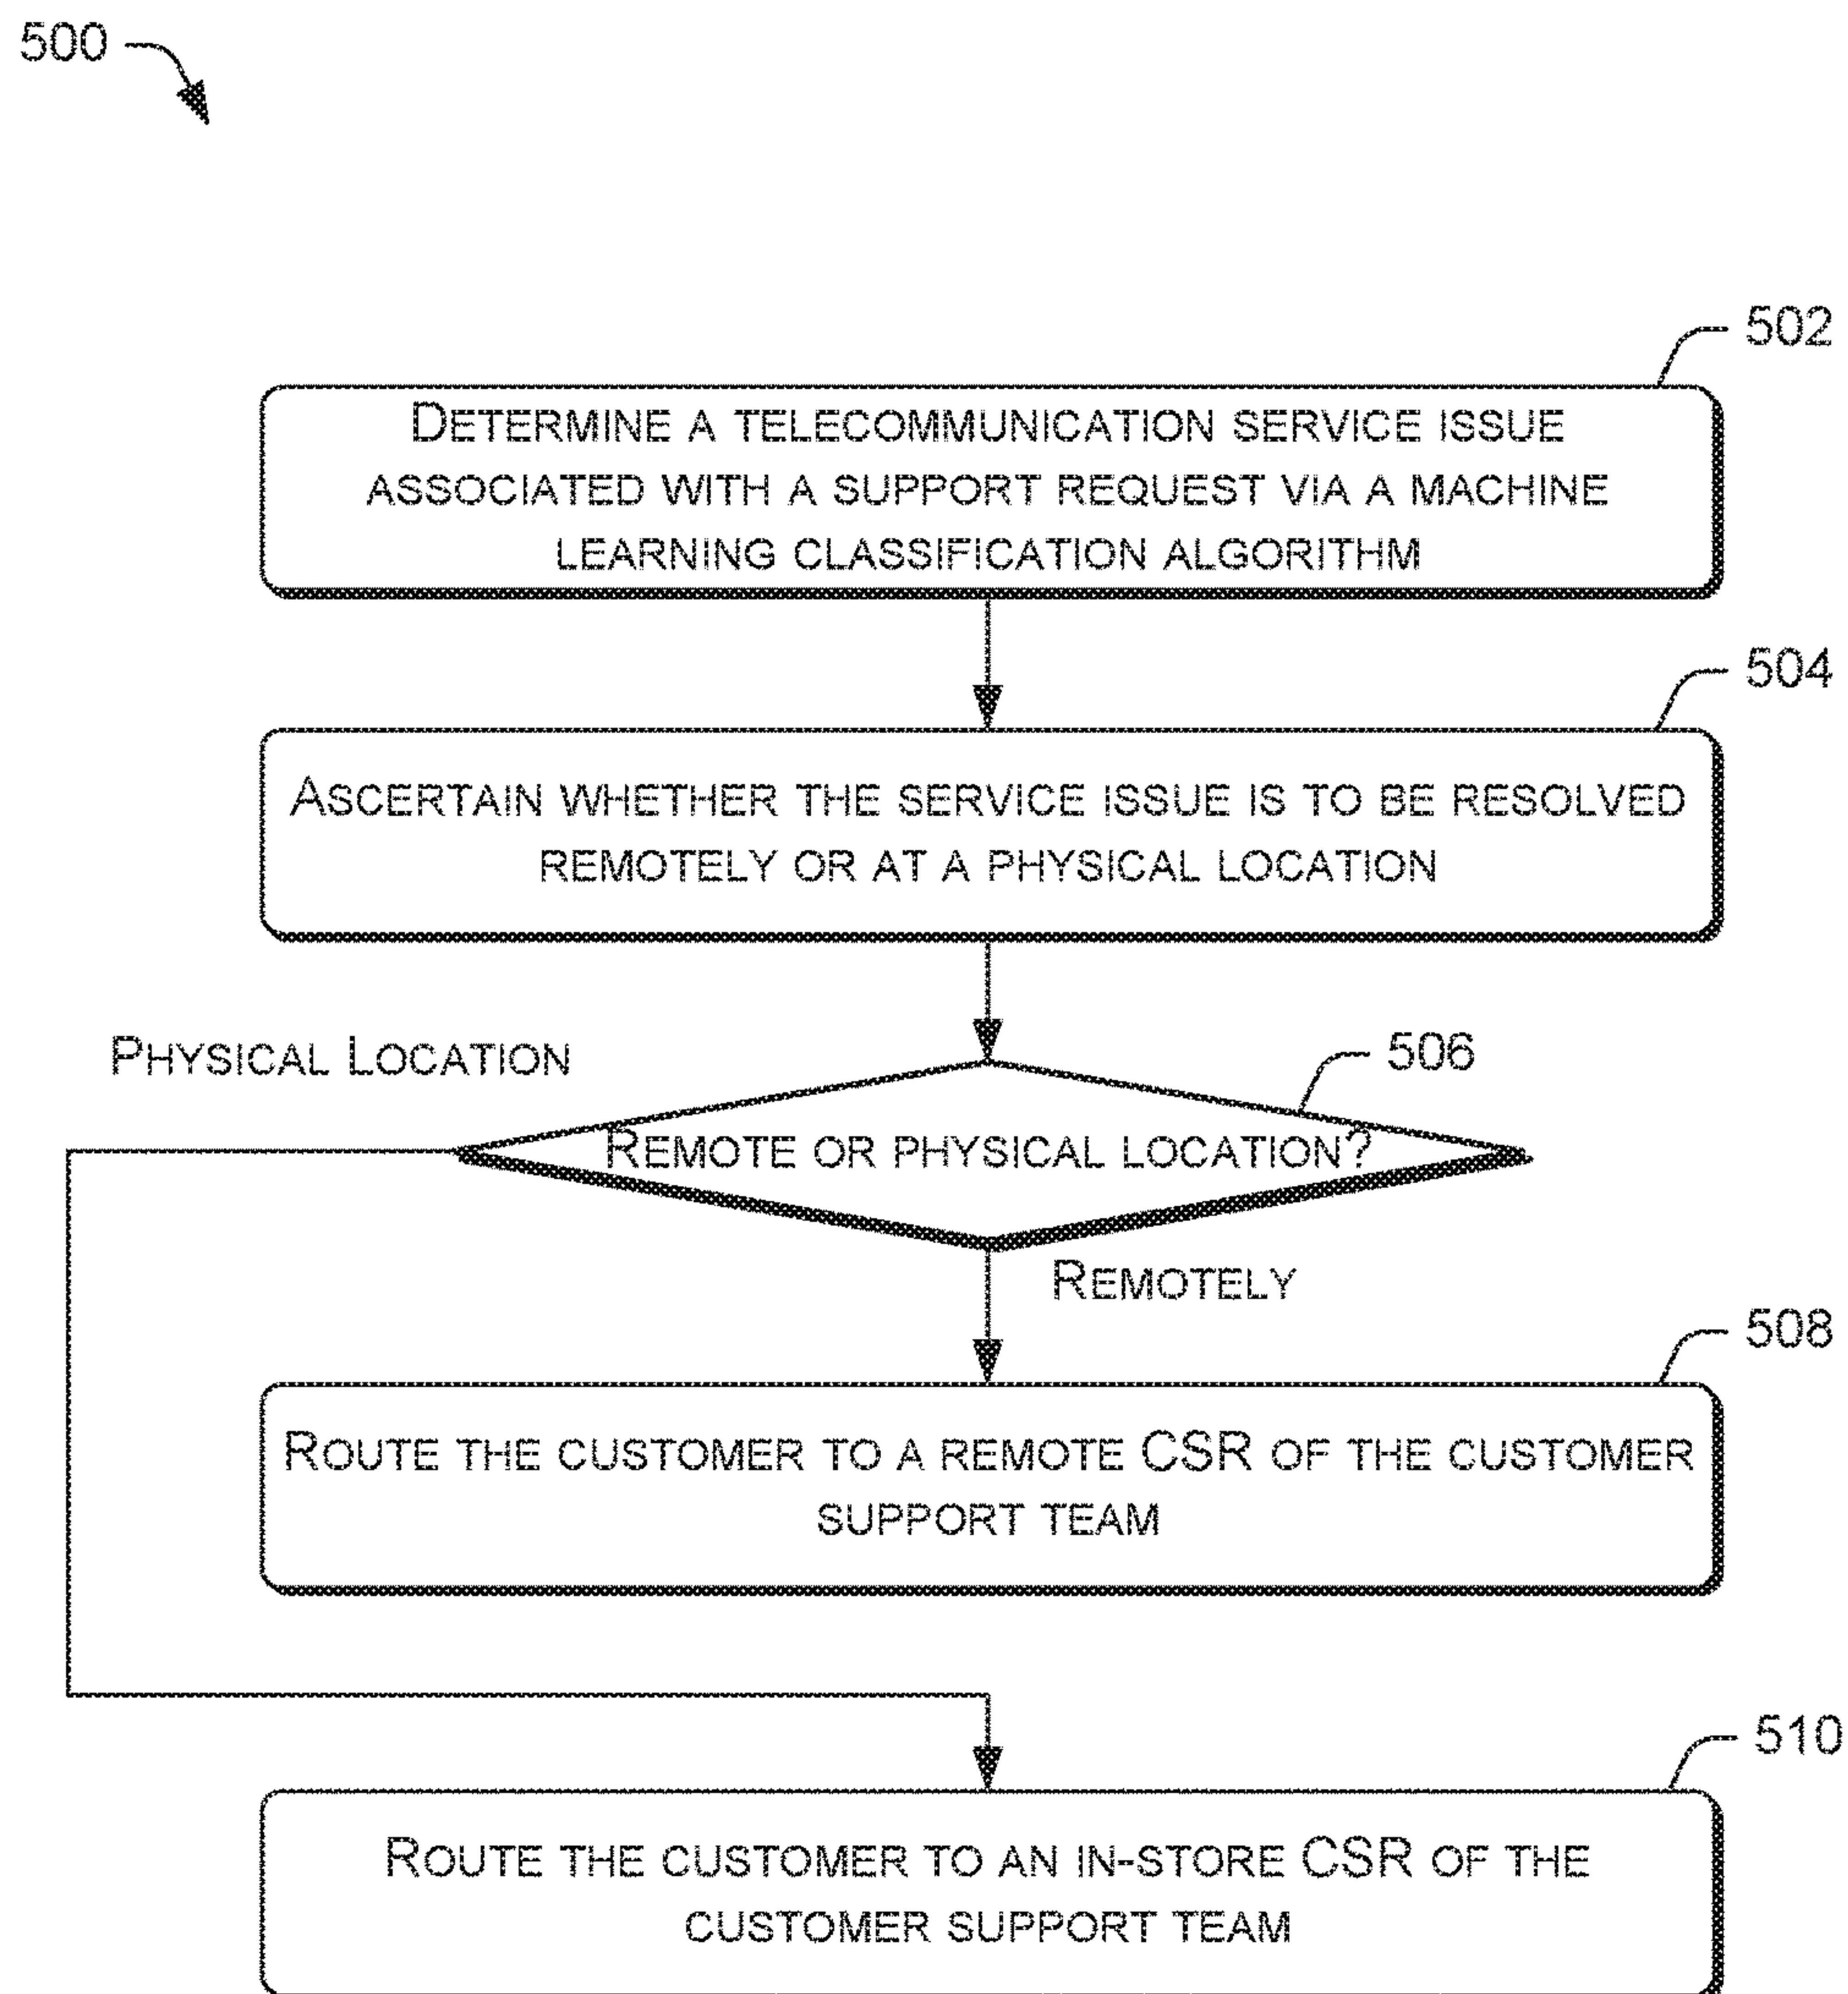 500
502
DETERMINE A TELECOMMUNICATION SERVICE ISSUE
ASSOCIATED WITH A SUPPORT REQUEST VIA A MACHINE
LEARNING CLASSIFICATION ALGORITHM
504
ASCERTAIN WHETHER THE SERVICE ISSUE IS TO BE RESOLVED
REMOTELY OR AT A PHYSICAL LOCATION
PHYSICAL LOCATION
506
REMOTE OR PHYSICAL LOCATION?
REMOTELY
508
ROUTE THE CUSTOMER TO A REMOTE CSR OF THE CUSTOMER
SUPPORT TEAM
510
ROUTE THE CUSTOMER TO AN IN-STORE CSR OF THE
CUSTOMER SUPPORT TEAM